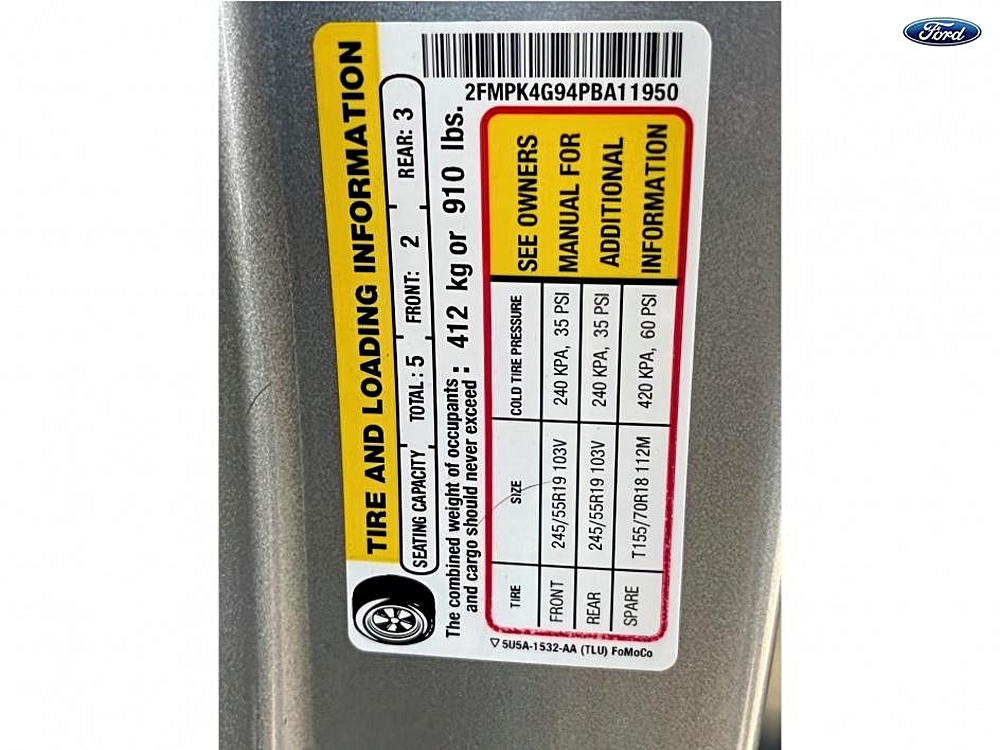 Ford
2FMPK4G94PBA11950
TIRE AND LOADING INFORMATION
SEATING CAPACITY TOTAL: 5 FRONT: 2 REAR: 3
The combined weight of occupants
and cargo should never exceed : 412 kg or 910 lbs.
TIRE SIZE COLD TIRE PRESSURE
FRONT 245/55R19 103V 240 KPA, 35 PSI
REAR 245/55R19 103V 240 KPA, 35 PSI
SPARE T155/70R18 112M 420 KPA, 60 PSI
SEE OWNERS
MANUAL FOR
ADDITIONAL
INFORMATION
5U5A-1532-AA (TLU) FoMoCo